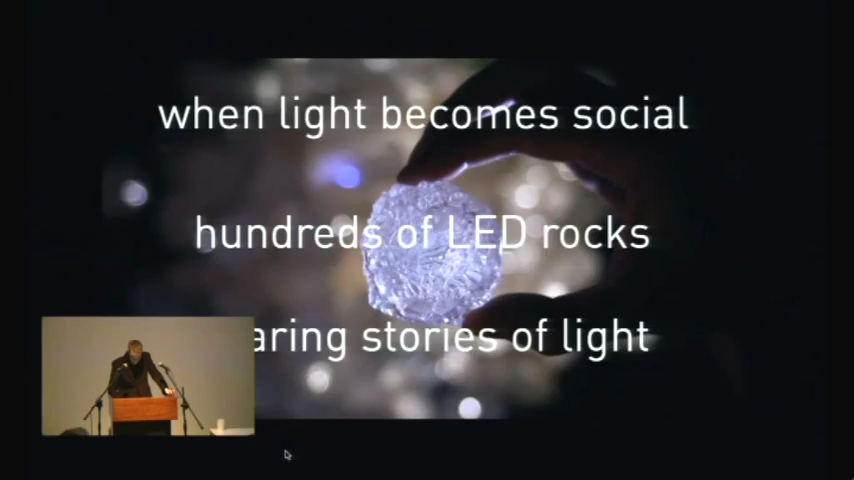 when light becomes social
hundreds of LED rocks
aring stories of light